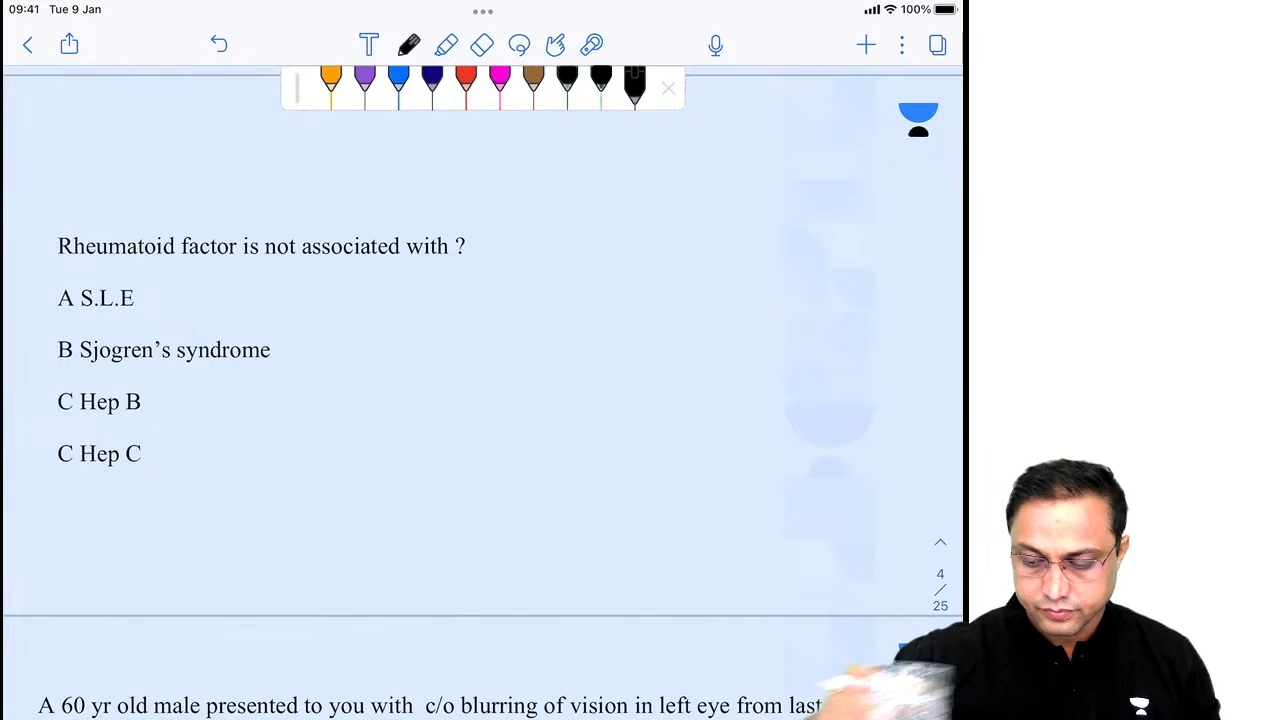 09:41 Tue 9 Jan
100%
T
Rheumatoid factor is not associated with ?
A S.L.E
B Sjogren’s syndrome
C Hep B
C Hep C
4
/
25
A 60 yr old male presented to you with c/o blurring of vision in left eye from last